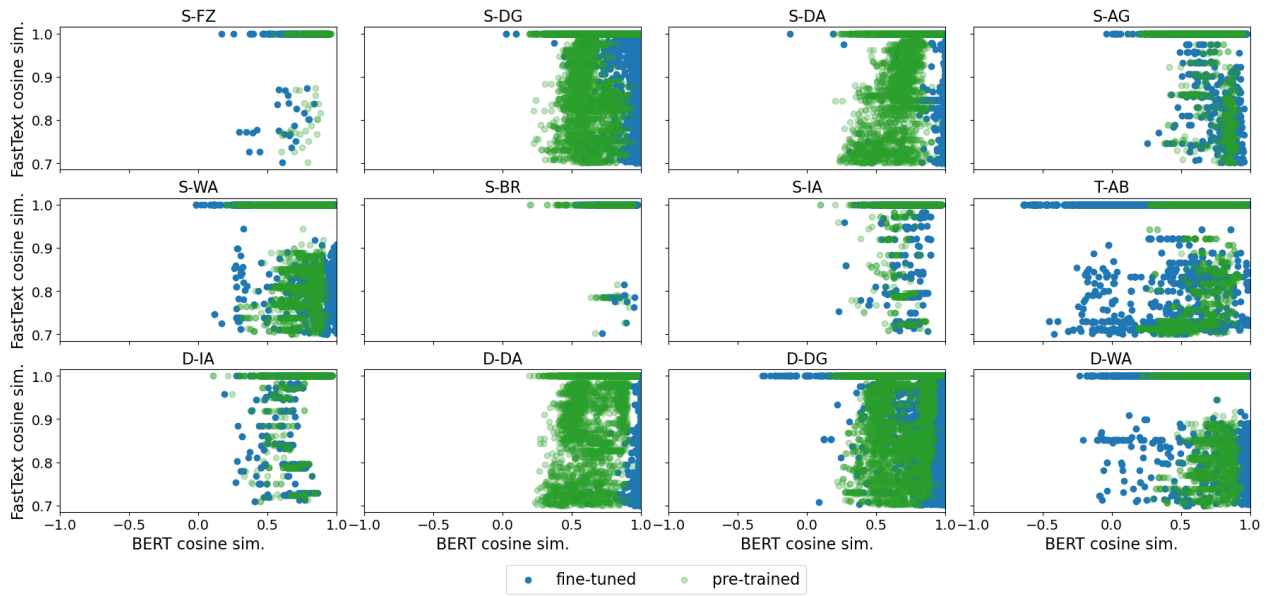 S-FZ S-DG S-DA S-AG
FastText cosine sim.
1.0
0.9
0.8
0.7
S-WA S-BR S-IA T-AB
FastText cosine sim.
1.0
0.9
0.8
0.7
D-IA D-DA D-DG D-WA
FastText cosine sim.
1.0
0.9
0.8
0.7
−1.0 −0.5 0.0 0.5 1.0 −0.5 0.0 0.5 1.0 −1.0 −0.5 0.0 0.5 1.0 −1.0 −0.5 0.0 0.5 1.0
BERT cosine sim. BERT cosine sim. BERT cosine sim. BERT cosine sim.
fine-tuned pre-trained